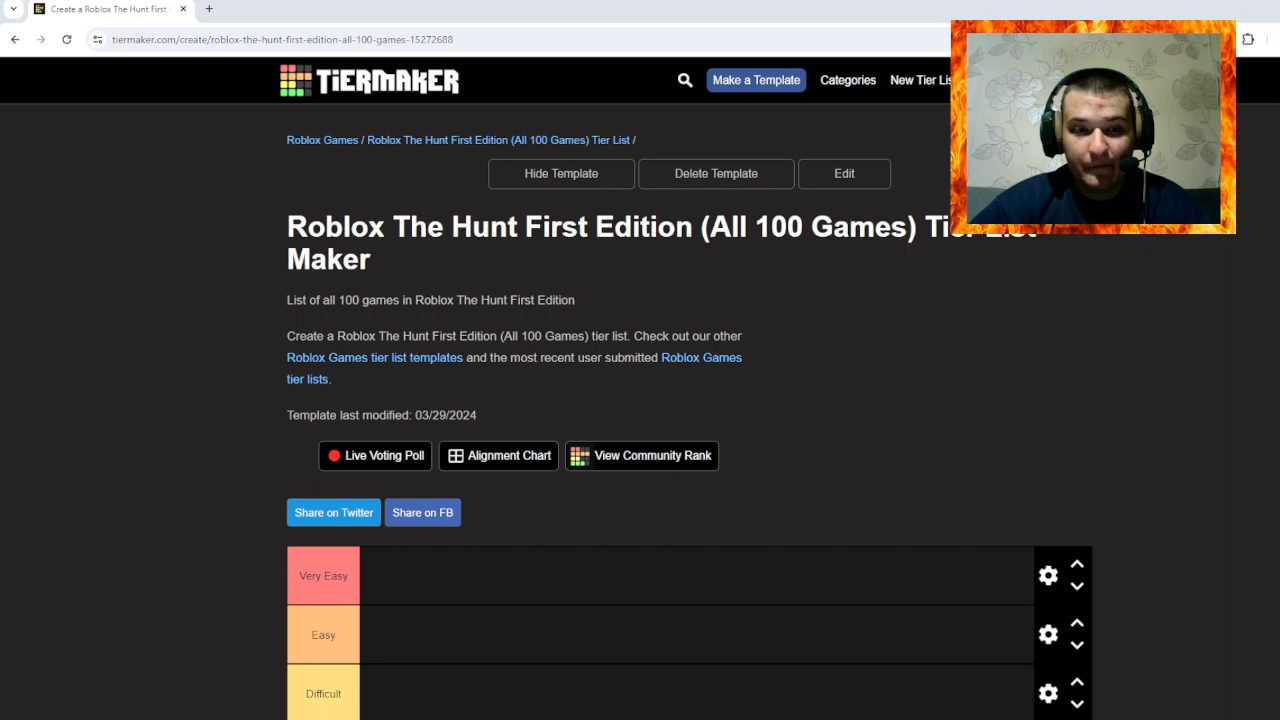 Create a Roblox The Hunt First
tiermaker.com/create/roblox-the-hunt-first-edition-all-100-games-15272688
TiERMAKER
Make a Template
Categories
New Tier Lis
Roblox Games / Roblox The Hunt First Edition (All 100 Games) Tier List /
Hide Template
Delete Template
Edit
Roblox The Hunt First Edition (All 100 Games) Tier List
Maker
List of all 100 games in Roblox The Hunt First Edition
Create a Roblox The Hunt First Edition (All 100 Games) tier list. Check out our other
Roblox Games tier list templates and the most recent user submitted Roblox Games
tier lists.
Template last modified: 03/29/2024
Live Voting Poll
Alignment Chart
View Community Rank
Share on Twitter
Share on FB
Very Easy
Easy
Difficult